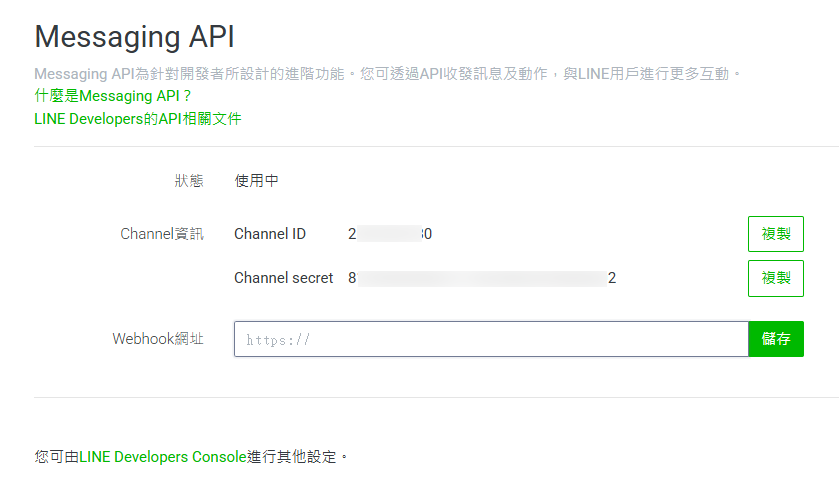 Messaging API
Messaging API為針對開發者所設計的進階功能。您可透過API收發訊息及動作，與LINE用戶進行更多互動。
什麼是Messaging API？
LINE Developers的API相關文件
狀態 使用中
Channel資訊 Channel ID 2 30 複製
Channel secret 8 2 複製
Webhook網址 https:// 儲存
您可由LINE Developers Console進行其他設定。